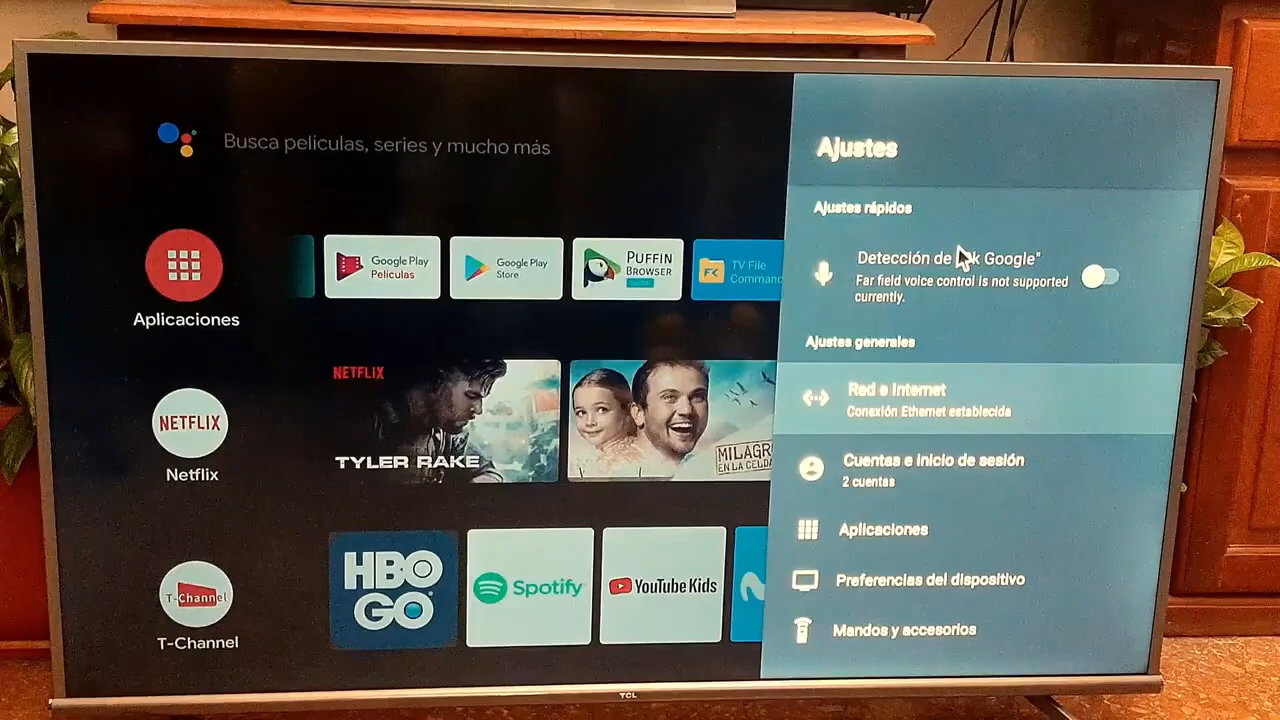 Busca peliculas, series y mucho más
Aplicaciones
Google Play
Películas
Google Play
Store
PUFFIN
BROWSER
TV File
Command
NETFLIX
Netflix
NETFLIX
TYLER RAKE
MILAGR
EN LA CELDA
T-Channel
T-Channel
HBO
GO
Spotify
YouTube Kids
Ajustes
Ajustes rápidos
Detección de k Google"
Far field voice control is not supported
currently.
Ajustes generales
Red e Internet
Conexión Ethernet establecida
Cuentas e inicio de sesión
2 cuentas
Aplicaciones
Preferencias del dispositivo
Mandos y accesorios
TCL